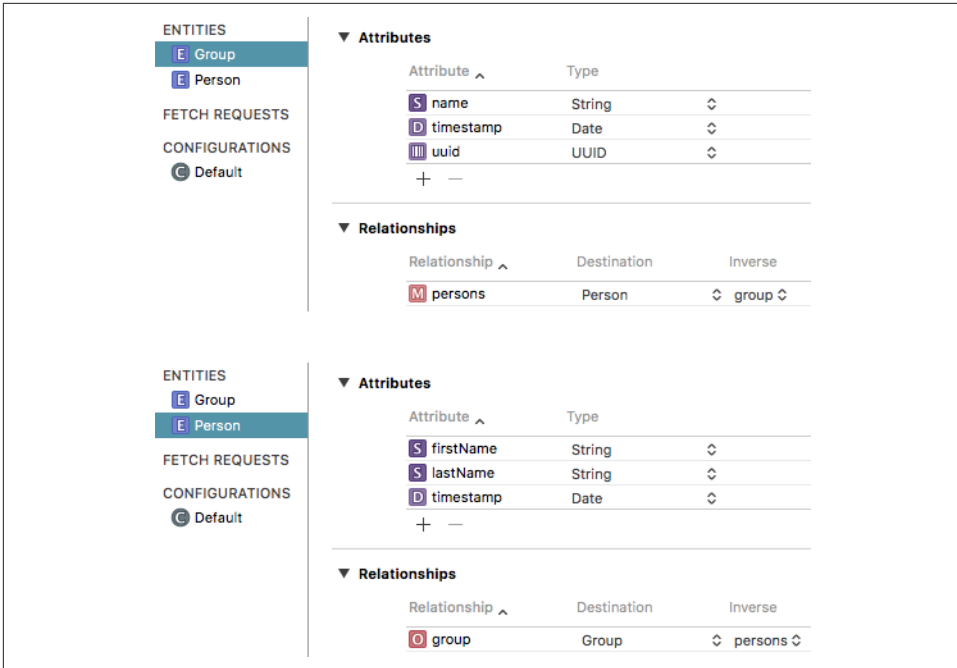 ENTITIES
E Group
E Person
FETCH REQUESTS
CONFIGURATIONS
C Default
Attributes
Attribute Type
S name String
D timestamp Date
uuid UUID
Relationships
Relationship Destination Inverse
M persons Person group
ENTITIES
E Group
E Person
FETCH REQUESTS
CONFIGURATIONS
C Default
Attributes
Attribute Type
S firstName String
S lastName String
D timestamp Date
Relationships
Relationship Destination Inverse
O group Group persons